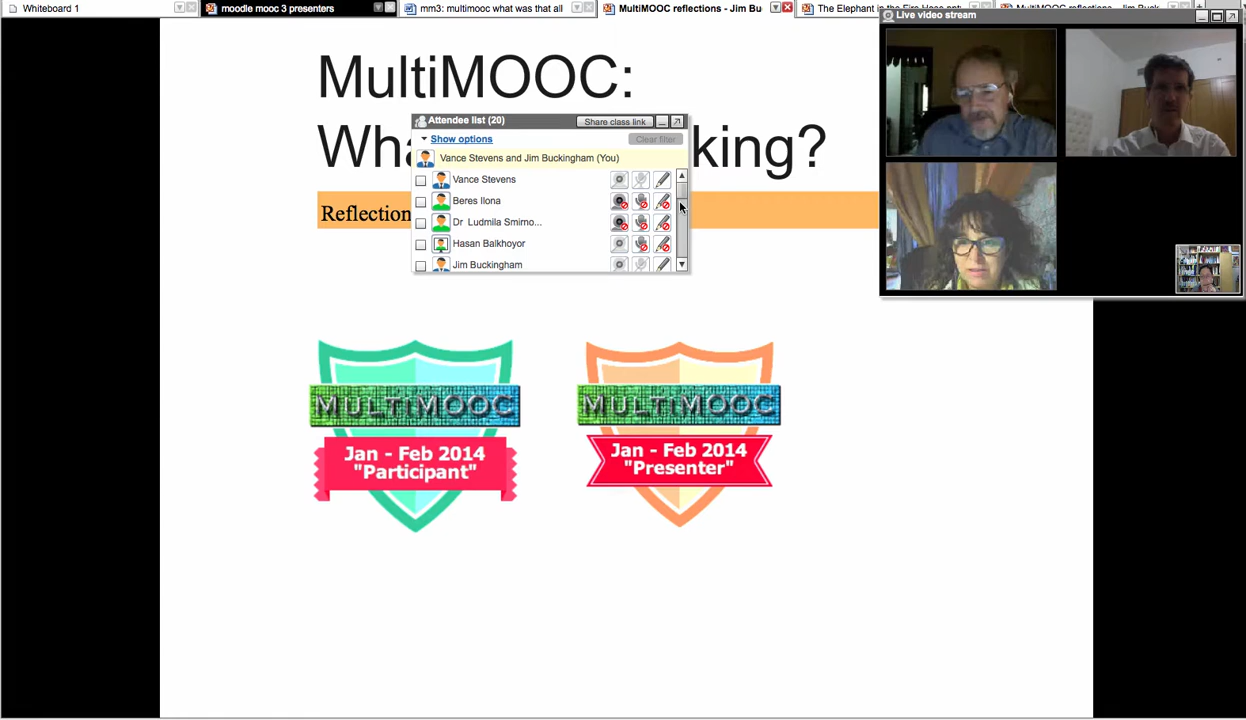 Whiteboard 1
moodle mooc 3 presenters
mm3: multimooc what was that all
MultiMOOC reflections - Jim Bu
The Elephant
Live video stream
MultiMOOC:
Attendee list (20)
Share class link
Show options
Clear filter
Vance Stevens and Jim Buckingham (You)
Wha
king?
Vance Stevens
Beres Ilona
Reflection
Dr Ludmila Smirno...
Hasan Balkhoyor
Jim Buckingham
MULTIMOOC
Jan - Feb 2014
"Participant"
MULTIMOOC
Jan - Feb 2014
"Presenter"